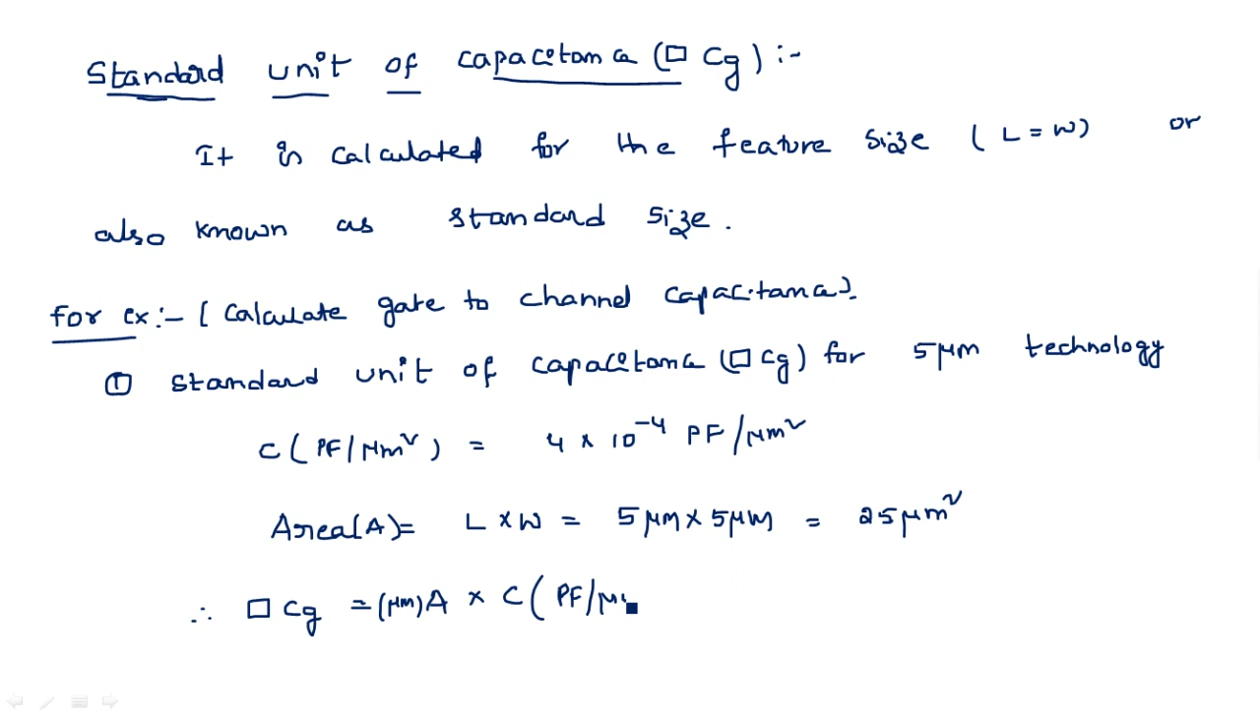 Standard unit of capacitance (□ Cg) :-
It is calculated for the feature size ( L = W) or
also known as standard size.
for ex:- [ Calculate gate to channel capacitance].
① standard unit of capacitance (□ Cg) for 5μm technology
C ( PF/μm² ) = 4 × 10⁻⁴ PF/μm²
Area(A)= L × W = 5μm × 5μm = 25μm²
∴ □ Cg = (μm)A × C ( PF/μ